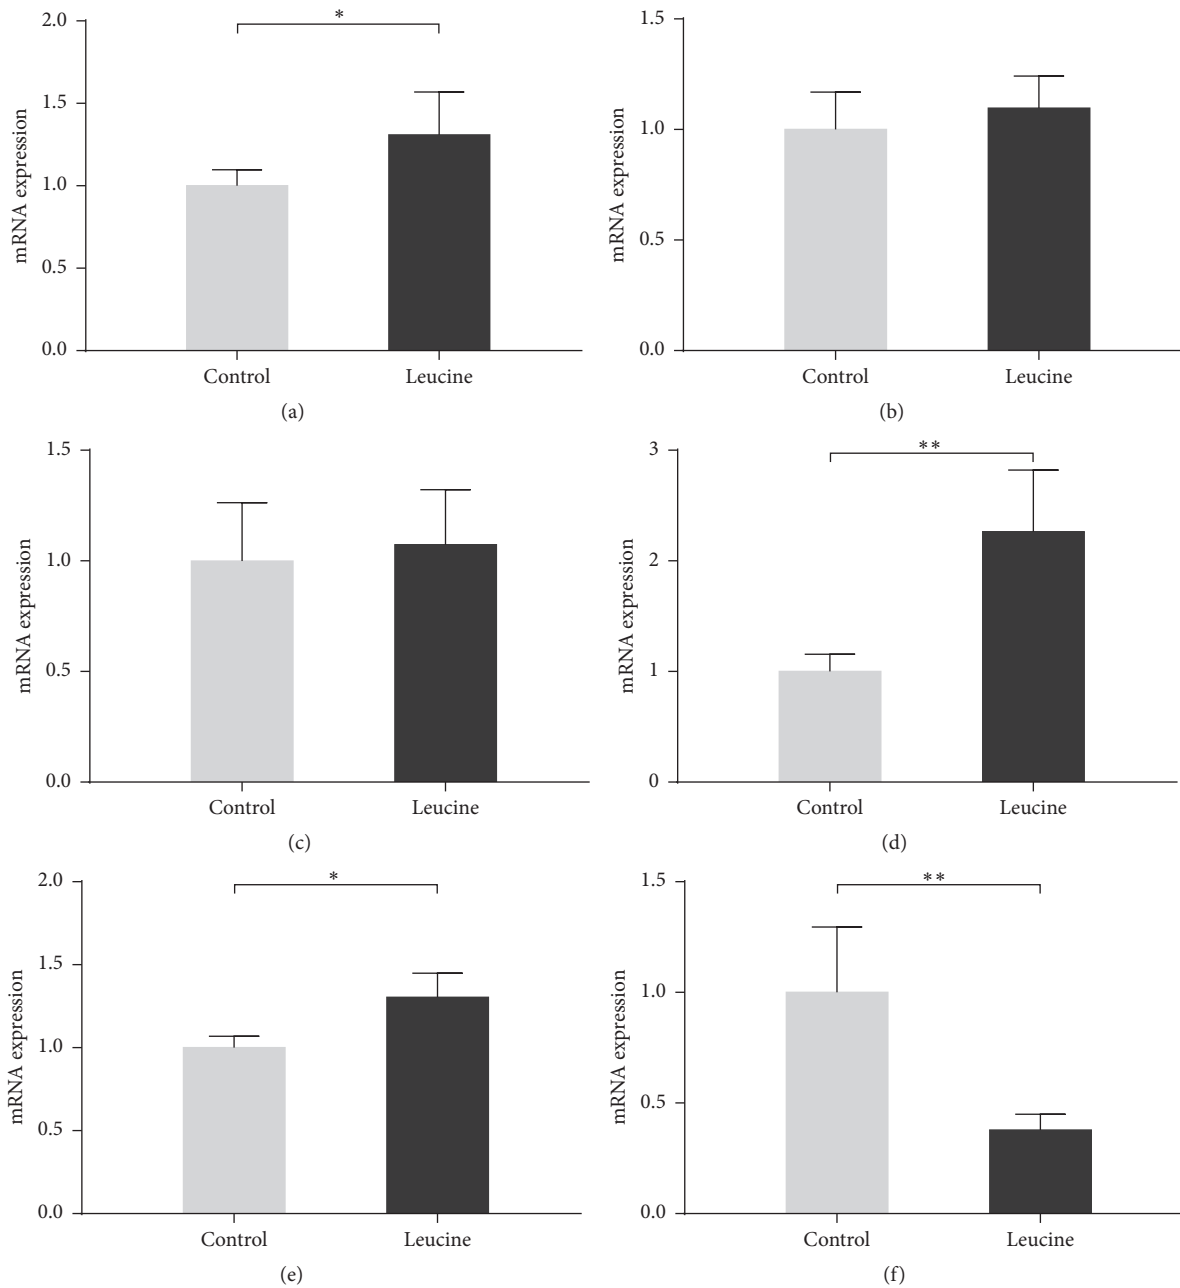 *
2.0
1.5
1.0
0.5
0.0
mRNA expression
Control
Leucine
(a)
1.5
1.0
0.5
0.0
mRNA expression
Control
Leucine
(b)
1.5
1.0
0.5
0.0
mRNA expression
Control
Leucine
(c)
**
3
2
1
0
mRNA expression
Control
Leucine
(d)
*
2.0
1.5
1.0
0.5
0.0
mRNA expression
Control
Leucine
(e)
**
1.5
1.0
0.5
0.0
mRNA expression
Control
Leucine
(f)